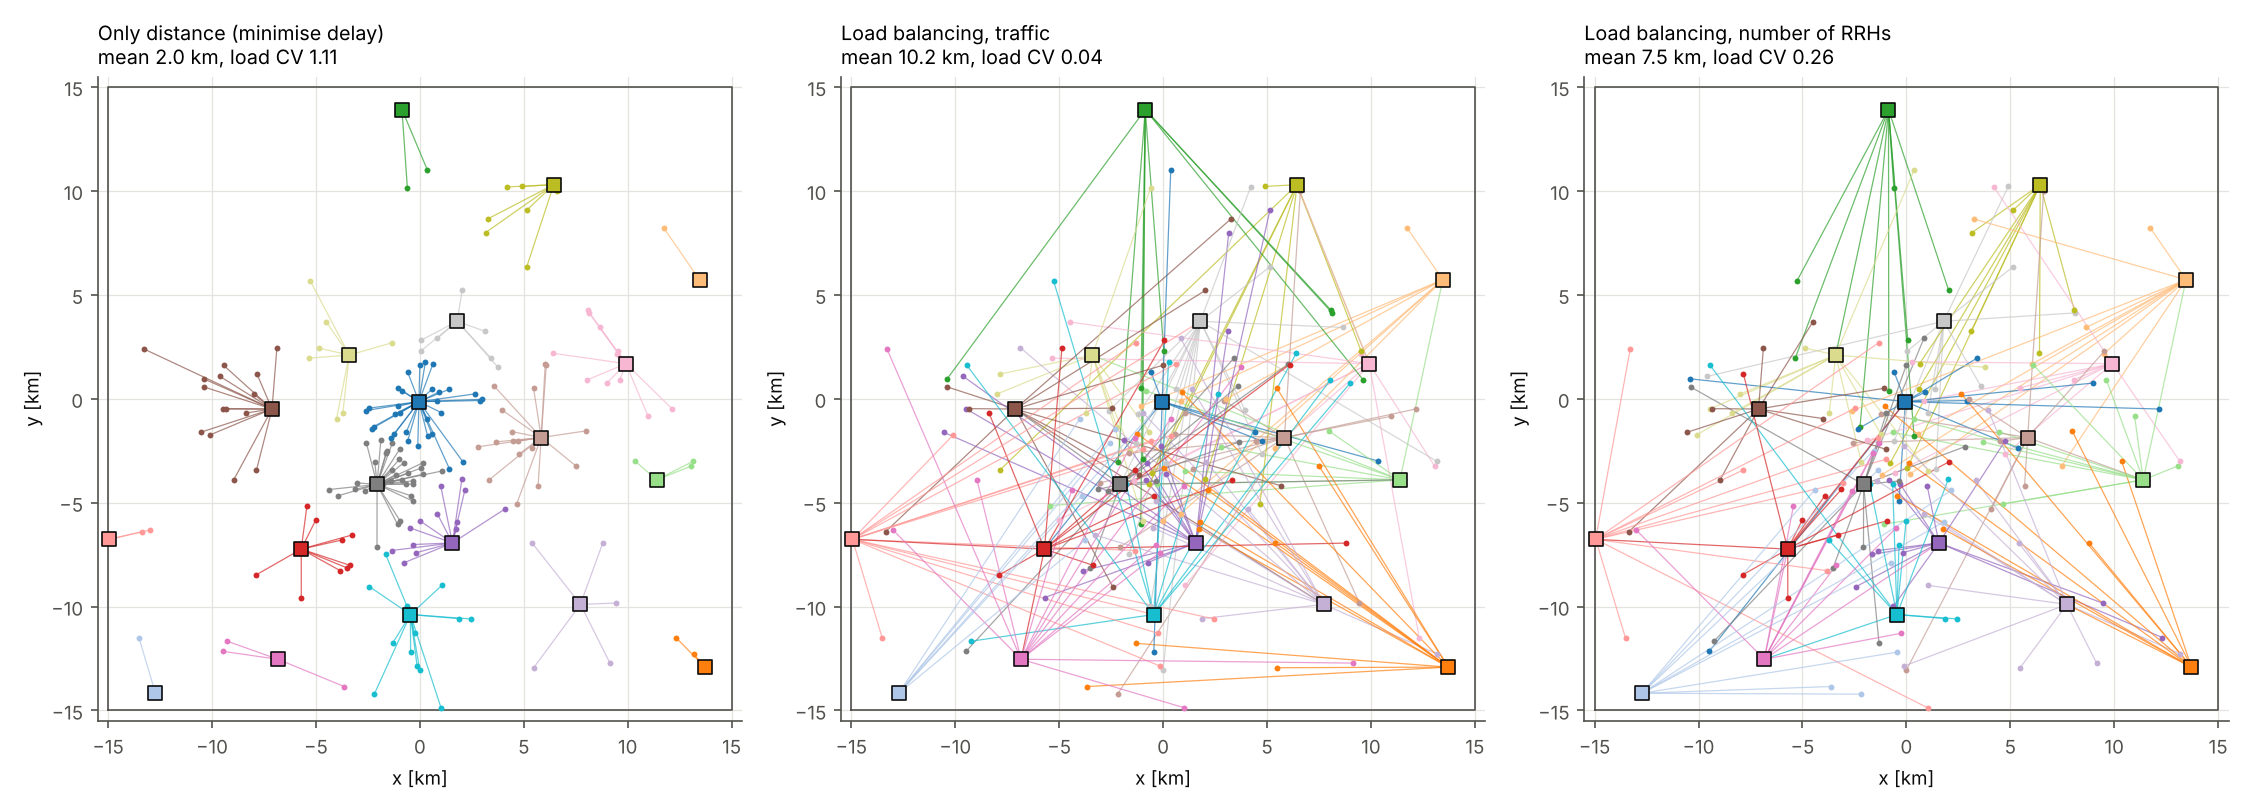 Only distance (minimise delay)
mean 2.0 km, load CV 1.11
15
10
5
0
−5
−10
−15
y [km]
−15 −10 −5 0 5 10 15
x [km]
Load balancing, traffic
mean 10.2 km, load CV 0.04
15
10
5
0
−5
−10
−15
y [km]
−15 −10 −5 0 5 10 15
x [km]
Load balancing, number of RRHs
mean 7.5 km, load CV 0.26
15
10
5
0
−5
−10
−15
y [km]
−15 −10 −5 0 5 10 15
x [km]